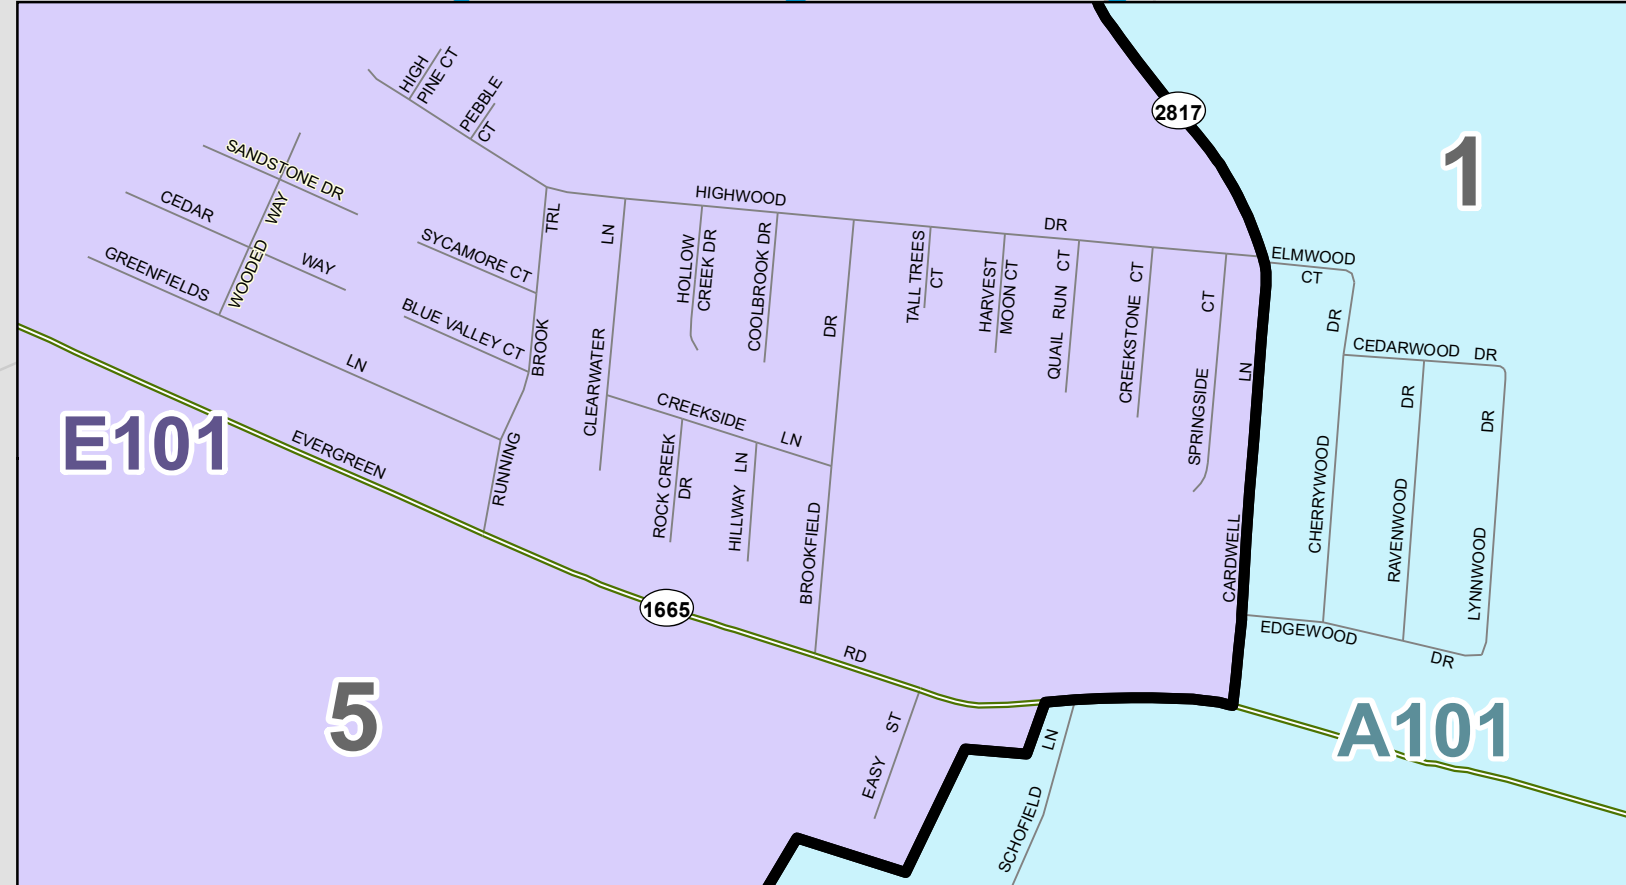 HIGH
PINE CT
PEBBLE
CT
2817
1
SANDSTONE DR
CEDAR
WAY
WOODED
WAY
GREENFIELDS
LN
HIGHWOOD
DR
TRL
BROOK
RUNNING
SYCAMORE CT
BLUE VALLEY CT
LN
CLEARWATER
HOLLOW
CREEK DR
COOLBROOK DR
DR
BROOKFIELD
TALL TREES
CT
HARVEST
MOON CT
QUAIL RUN CT
CREEKSTONE CT
SPRINGSIDE
CT
LN
CARDWELL
ELMWOOD
CT
DR
CHERRYWOOD
CEDARWOOD DR
DR
RAVENWOOD
DR
LYNNWOOD
CREEKSIDE
LN
ROCK CREEK
DR
HILLWAY LN
E101
EVERGREEN
1665
RD
EDGEWOOD
DR
5
EASY
ST
LN
SCHOFIELD
A101